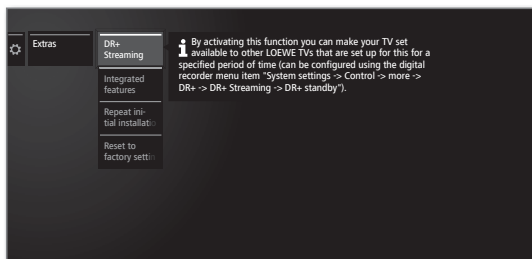 Extras
DR+
Streaming
Integrated
features
Repeat ini-
tial installatio
Reset to
factory settin
i By activating this function you can make your TV set
available to other LOEWE TVs that are set up for this for a
specified period of time (can be configured using the digital
recorder menu item "System settings -> Control -> more ->
DR+ -> DR+ Streaming -> DR+ standby").